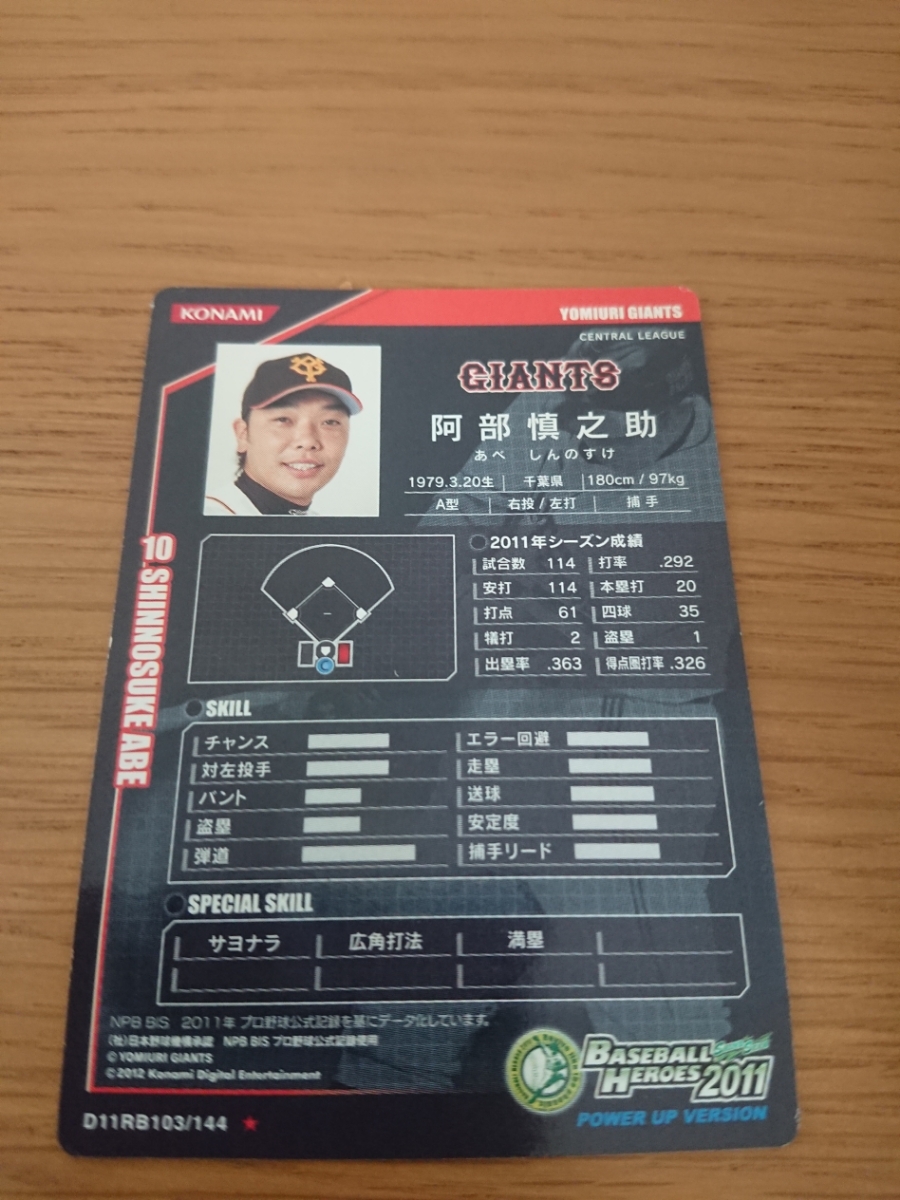 KONAMI
YOMIURI GIANTS
CENTRAL LEAGUE
GIANTS
阿部慎之助
あべ しんのすけ
1979.3.20生 千葉県 180cm / 97kg
A型 右投 / 左打 捕手
10 SHINNOSUKE ABE
C
2011年シーズン成績
試合数 114 打率 .292
安打 114 本塁打 20
打点 61 四球 35
犠打 2 盗塁 1
出塁率 .363 得点圏打率 .326
SKILL
チャンス エラー回避
対左投手 走塁
バント 送球
盗塁 安定度
弾道 捕手リード
SPECIAL SKILL
サヨナラ 広角打法 満塁
NPB BIS 2011年 プロ野球公式記録を基にデータ化しています。
(社)日本野球機構承認 NPB BIS プロ野球公式記録使用
© YOMIURI GIANTS
© 2012 Konami Digital Entertainment
BASEBALL HEROES 2011
POWER UP VERSION
D11RB103/144 ★